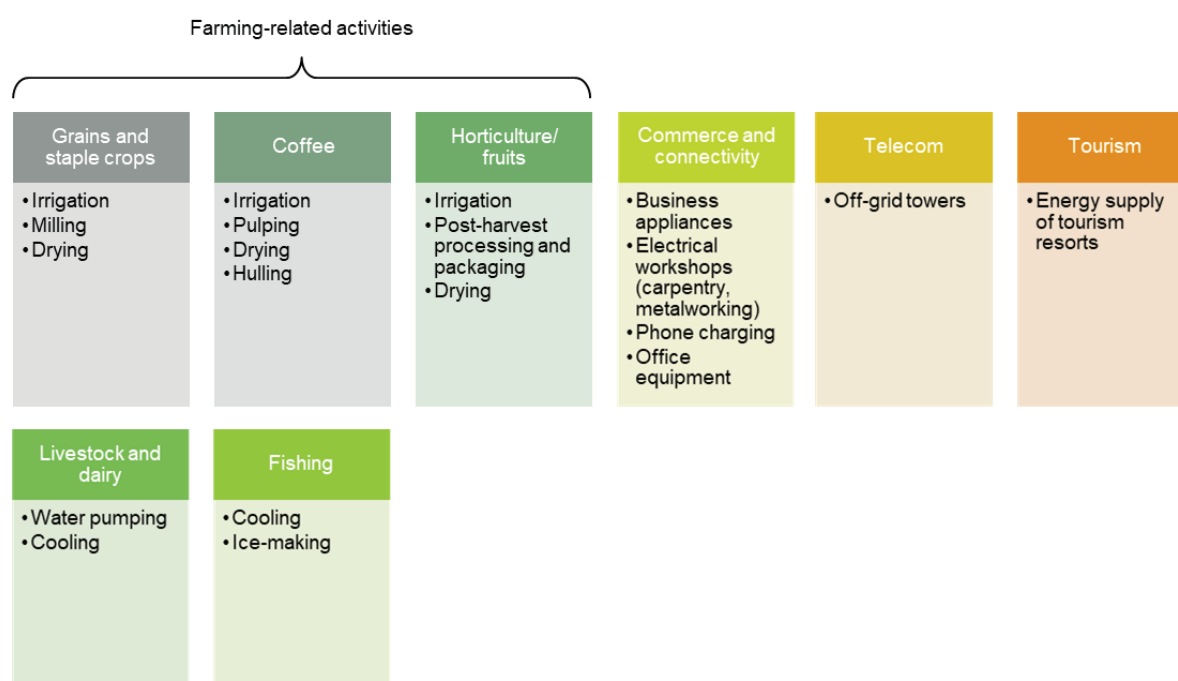 Farming-related activities
Grains and
staple crops
•Irrigation
•Milling
•Drying
Coffee
•Irrigation
•Pulping
•Drying
•Hulling
Horticulture/
fruits
•Irrigation
•Post-harvest
processing and
packaging
•Drying
Commerce and
connectivity
•Business
appliances
•Electrical
workshops
(carpentry,
metalworking)
•Phone charging
•Office
equipment
Telecom
•Off-grid towers
Tourism
•Energy supply
of tourism
resorts
Livestock and
dairy
•Water pumping
•Cooling
Fishing
•Cooling
•Ice-making